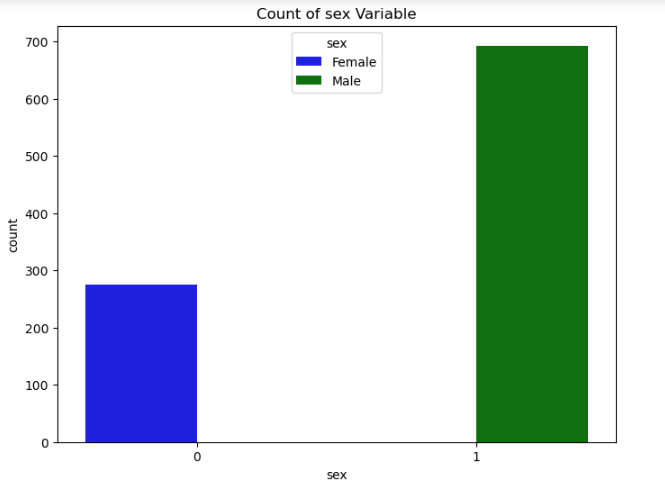 Count of sex Variable
sex
Female
Male
700
600
500
400
300
200
100
0
count
0 1
sex